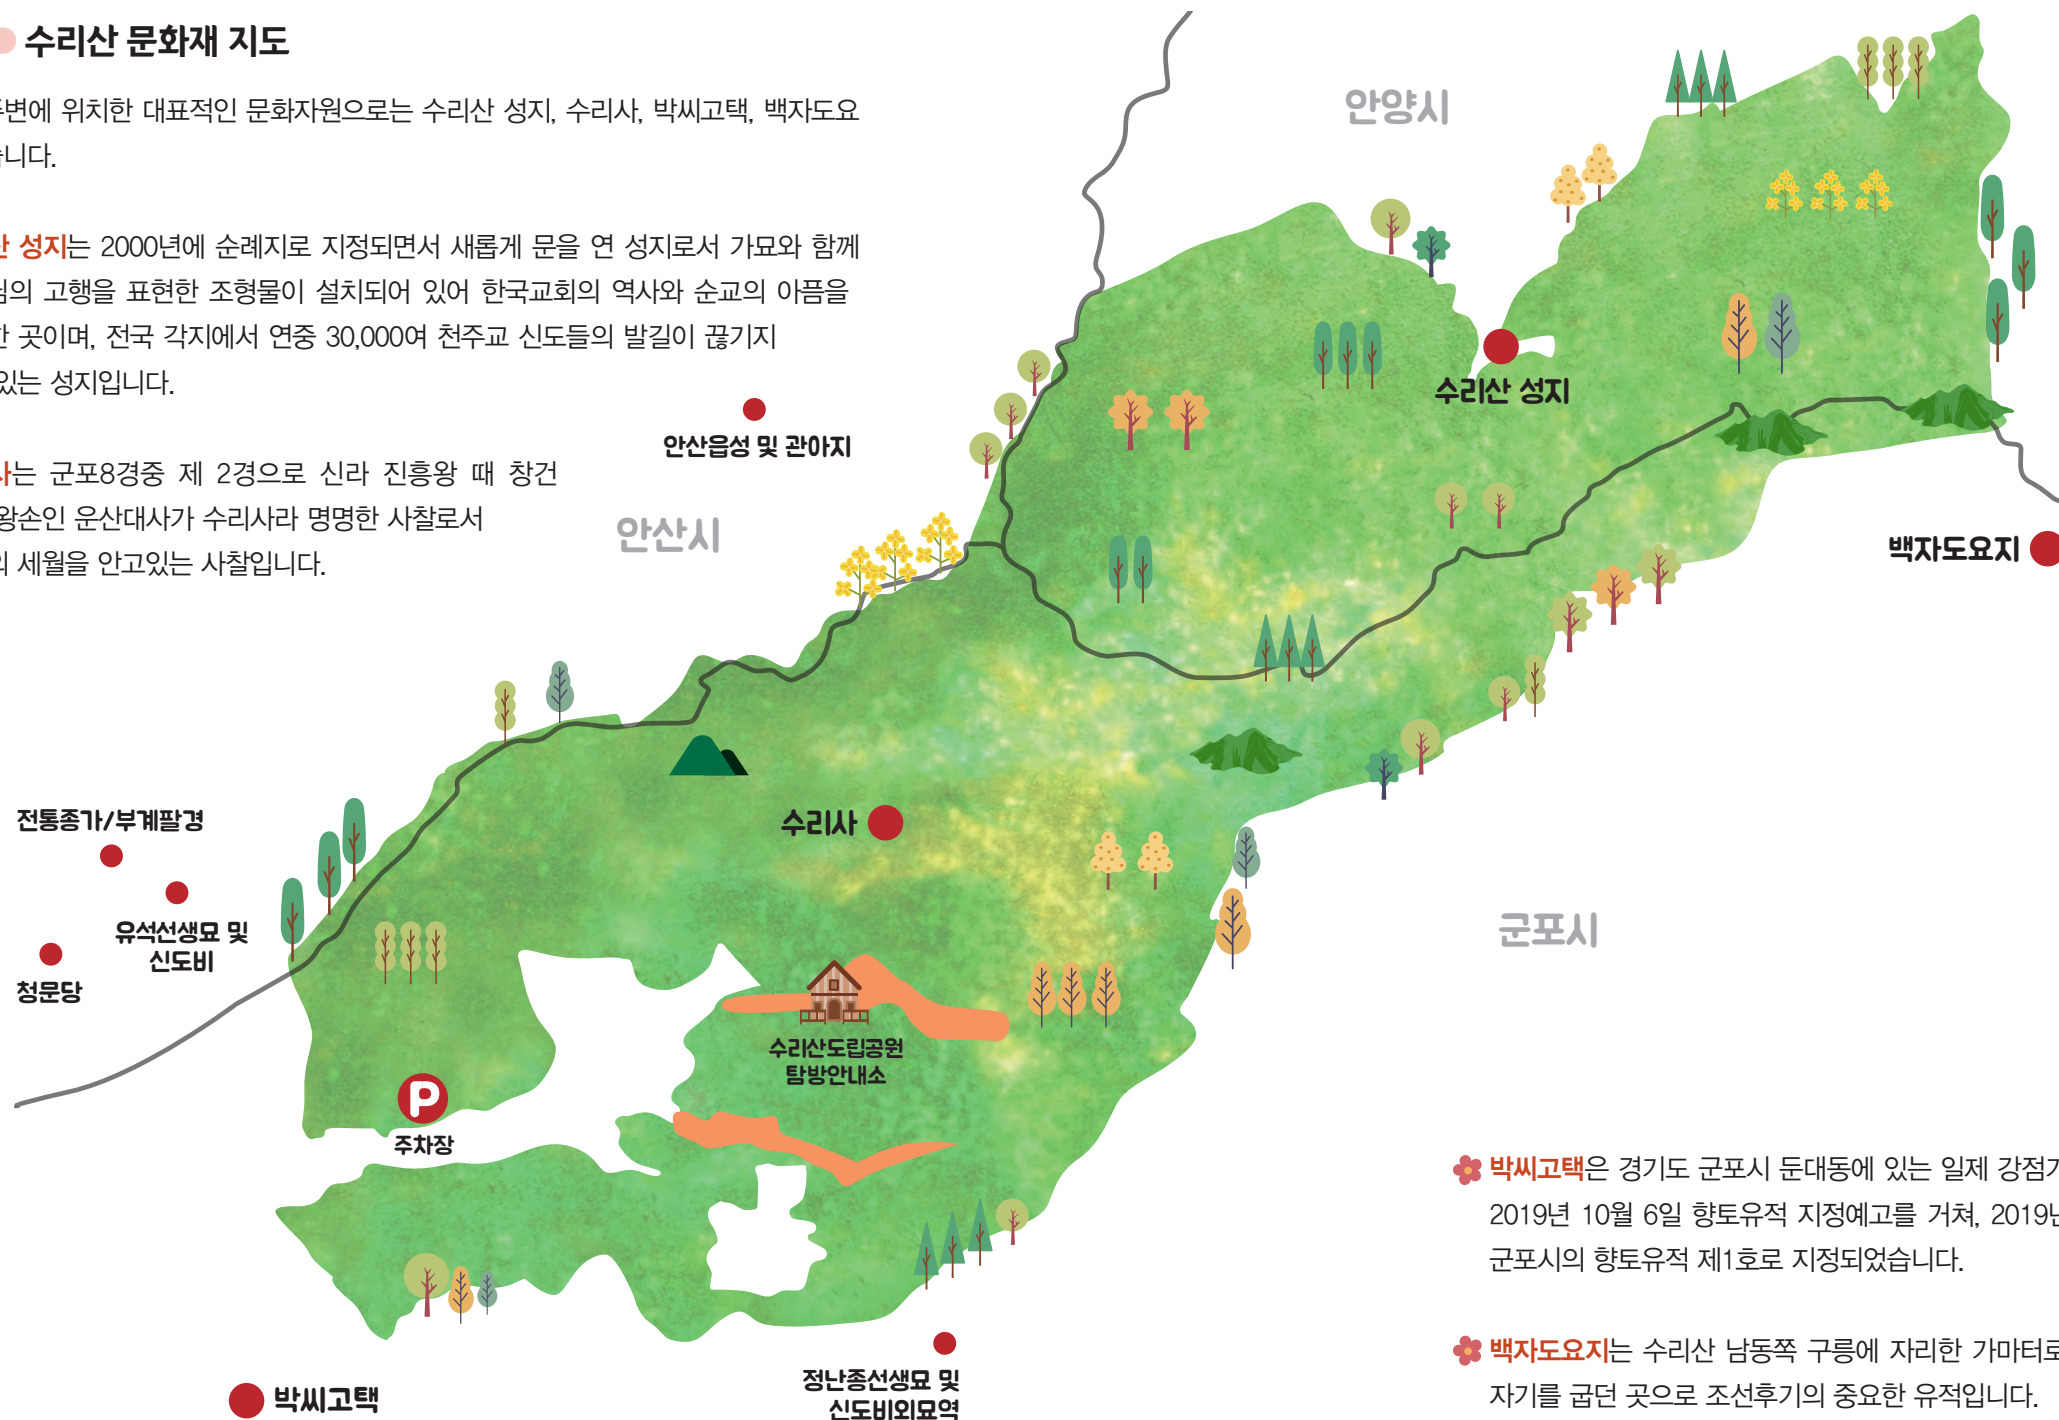 수리산 문화재 지도
변에 위치한 대표적인 문화자원으로는 수리산 성지, 수리사, 박씨고택, 백자도요
습니다.
산 성지는 2000년에 순례지로 지정되면서 새롭게 문을 연 성지로서 가묘와 함께
님의 고행을 표현한 조형물이 설치되어 있어 한국교회의 역사와 순교의 아픔을
한 곳이며, 전국 각지에서 연중 30,000여 천주교 신도들의 발길이 끊기지
있는 성지입니다.
사는 군포8경중 제 2경으로 신라 진흥왕 때 창건
왕손인 운산대사가 수리사라 명명한 사찰로서
의 세월을 안고있는 사찰입니다.
안양시
수리산 성지
안산읍성 및 관아지
안산시
백자도요지
전통종가/부계팔경
수리사
유석선생묘 및
신도비
청문당
군포시
수리산도립공원
탐방안내소
P
주차장
박씨고택
정난종선생묘 및
신도비외묘역
박씨고택은 경기도 군포시 둔대동에 있는 일제 강점기
2019년 10월 6일 향토유적 지정예고를 거쳐, 2019년
군포시의 향토유적 제1호로 지정되었습니다.
백자도요지는 수리산 남동쪽 구릉에 자리한 가마터로
자기를 굽던 곳으로 조선후기의 중요한 유적입니다.